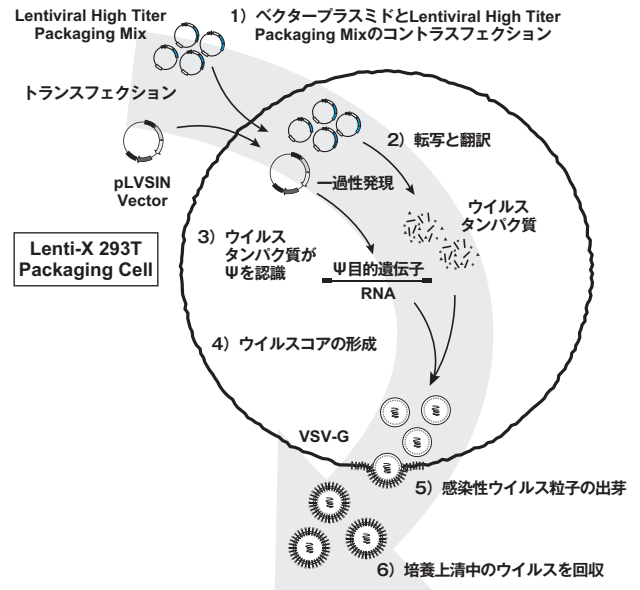 Lentiviral High Titer
Packaging Mix
1）ベクタープラスミドとLentiviral High Titer
Packaging Mixのコントラスフェクション
トランスフェクション
2）転写と翻訳
pLVSIN
Vector
一過性発現
ウイルス
タンパク質
Lenti-X 293T
Packaging Cell
3）ウイルス
タンパク質が
Ψを認識
Ψ目的遺伝子
RNA
4）ウイルスコアの形成
VSV-G
5）感染性ウイルス粒子の出芽
6）培養上清中のウイルスを回収